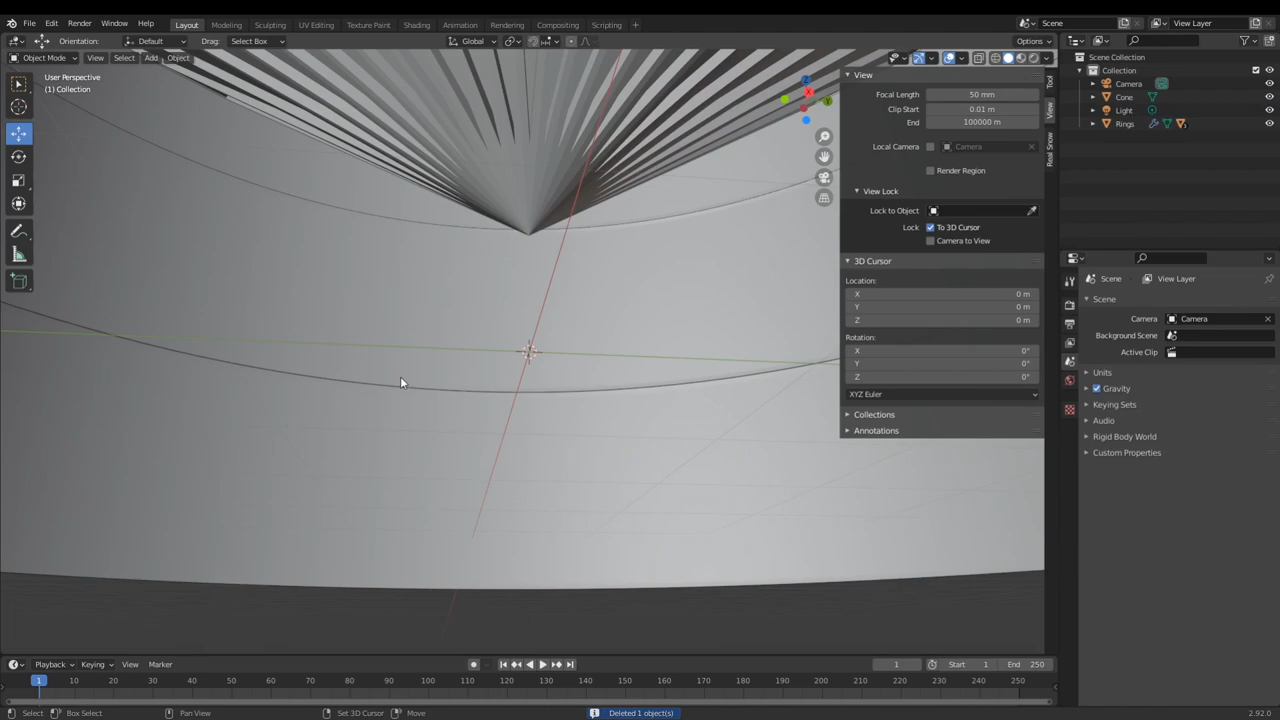 File Edit Render Window Help Layout Modeling Sculpting UV Editing Texture Paint Shading Animation Rendering Compositing Scripting + Scene View Layer
Orientation: Default Drag: Select Box Global Options
Object Mode View Select Add Object
User Perspective
(1) Collection
Z
X
Y
View
Focal Length 50 mm
Clip Start 0.01 m
End 100000 m
Local Camera Camera
Render Region
View Lock
Lock to Object
Lock To 3D Cursor
Camera to View
3D Cursor
Location:
X 0 m
Y 0 m
Z 0 m
Rotation:
X 0°
Y 0°
Z 0°
XYZ Euler
Collections
Annotations
Tool
View
Real Snow
Scene Collection
Collection
Camera
Cone
Light
Rings 3
Scene View Layer
Scene
Camera Camera
Background Scene
Active Clip
Units
Gravity
Keying Sets
Audio
Rigid Body World
Custom Properties
Playback Keying View Marker 1 Start 1 End 250
1 10 20 30 40 50 60 70 80 90 100 110 120 130 140 150 160 170 180 190 200 210 220 230 240 250
Select Box Select Pan View Set 3D Cursor Move Deleted 1 object(s) 2.92.0